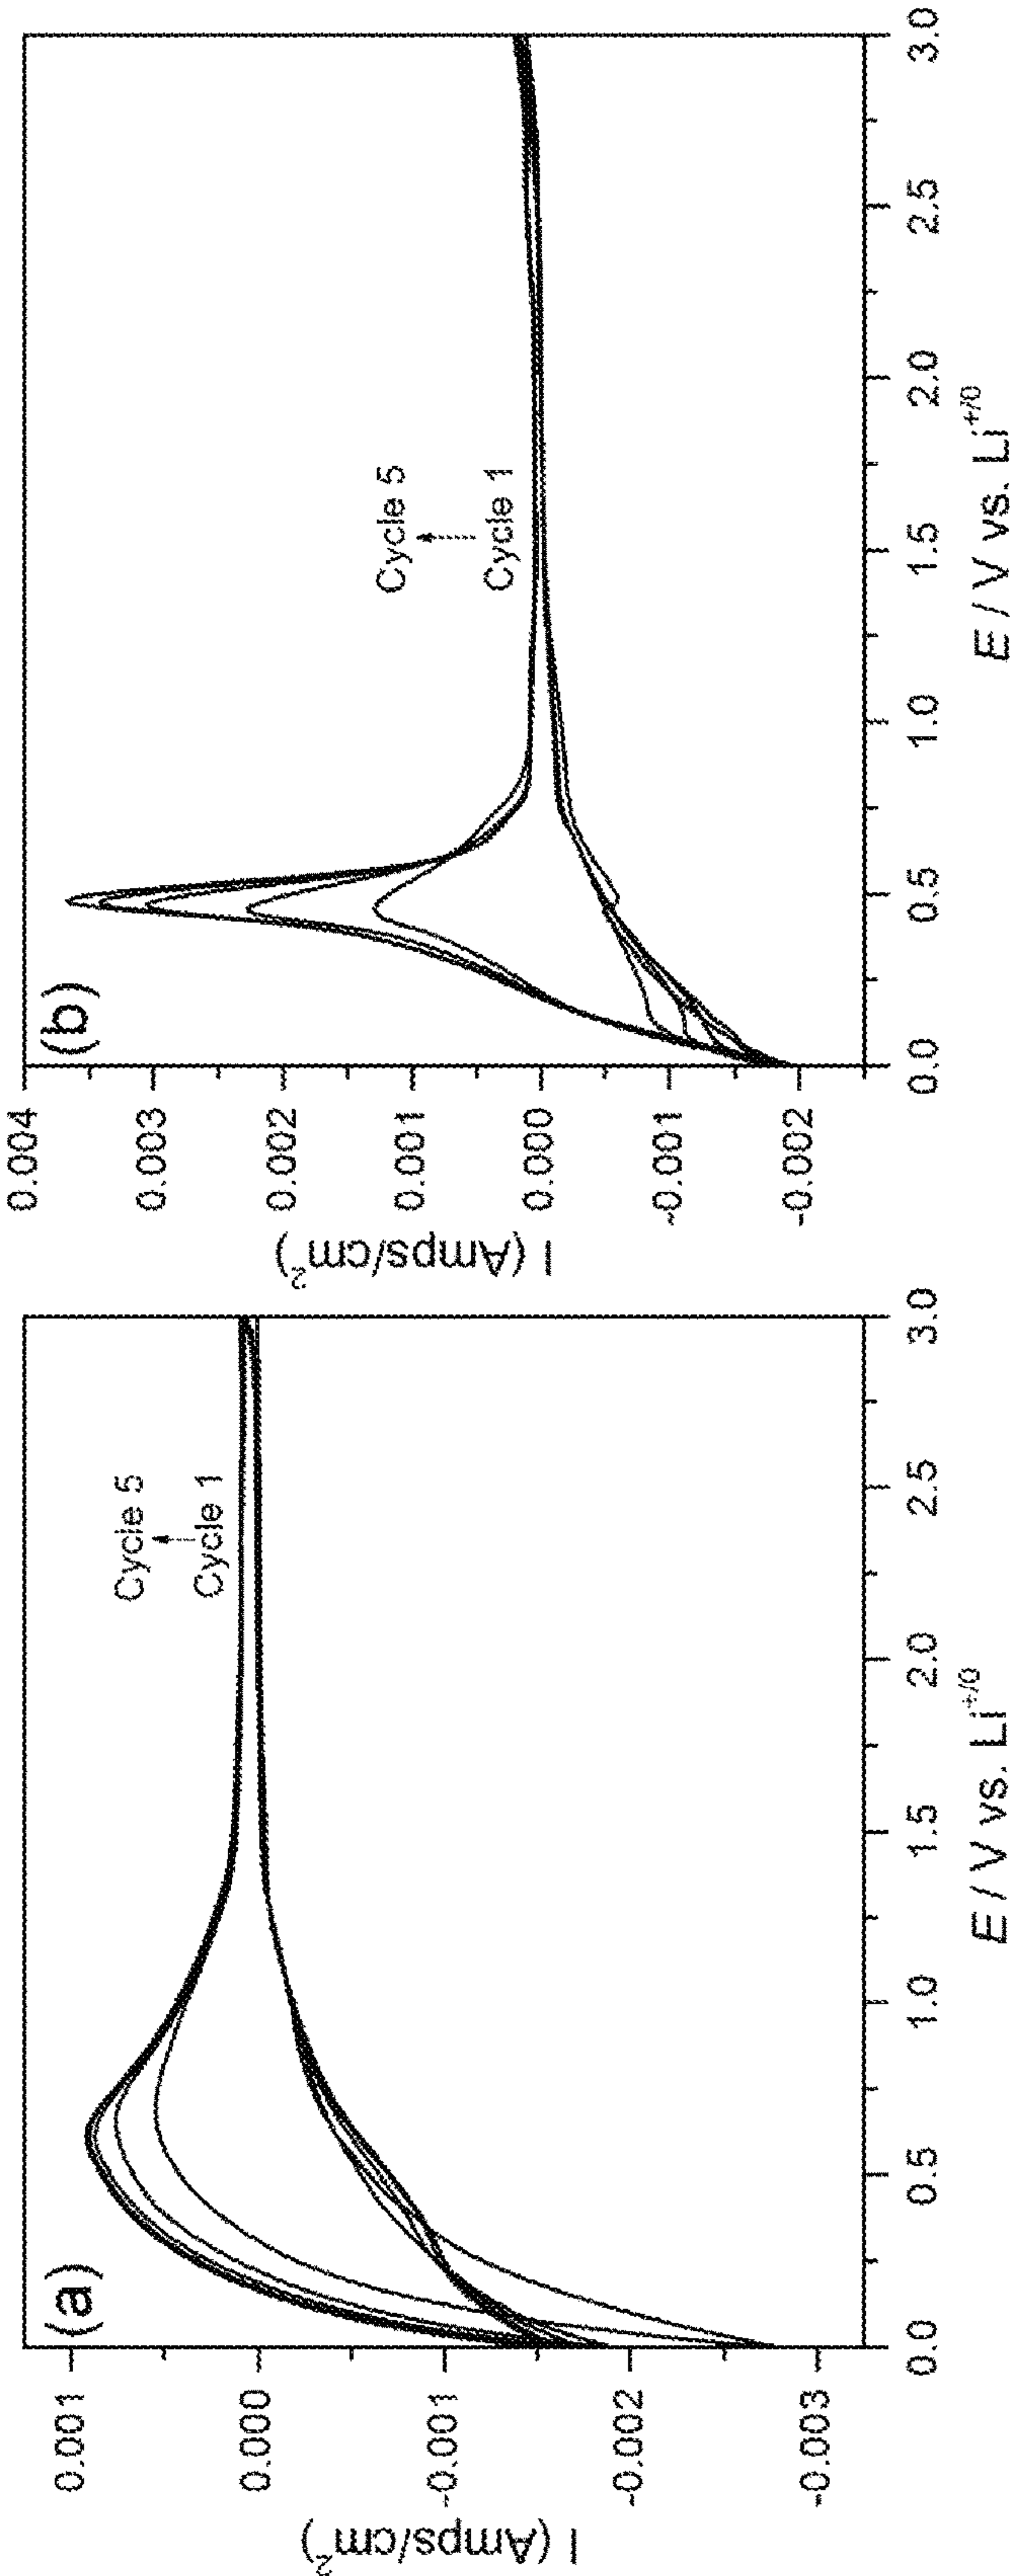 (a)
Cycle 5
Cycle 1
0.001
0.000
-0.001
-0.002
-0.003
I (Amps/cm²)
0.0 0.5 1.0 1.5 2.0 2.5 3.0
E / V vs. Li⁺ᐟ⁰
(b)
Cycle 5
Cycle 1
0.004
0.003
0.002
0.001
0.000
-0.001
-0.002
I (Amps/cm²)
0.0 0.5 1.0 1.5 2.0 2.5 3.0
E / V vs. Li⁺ᐟ⁰